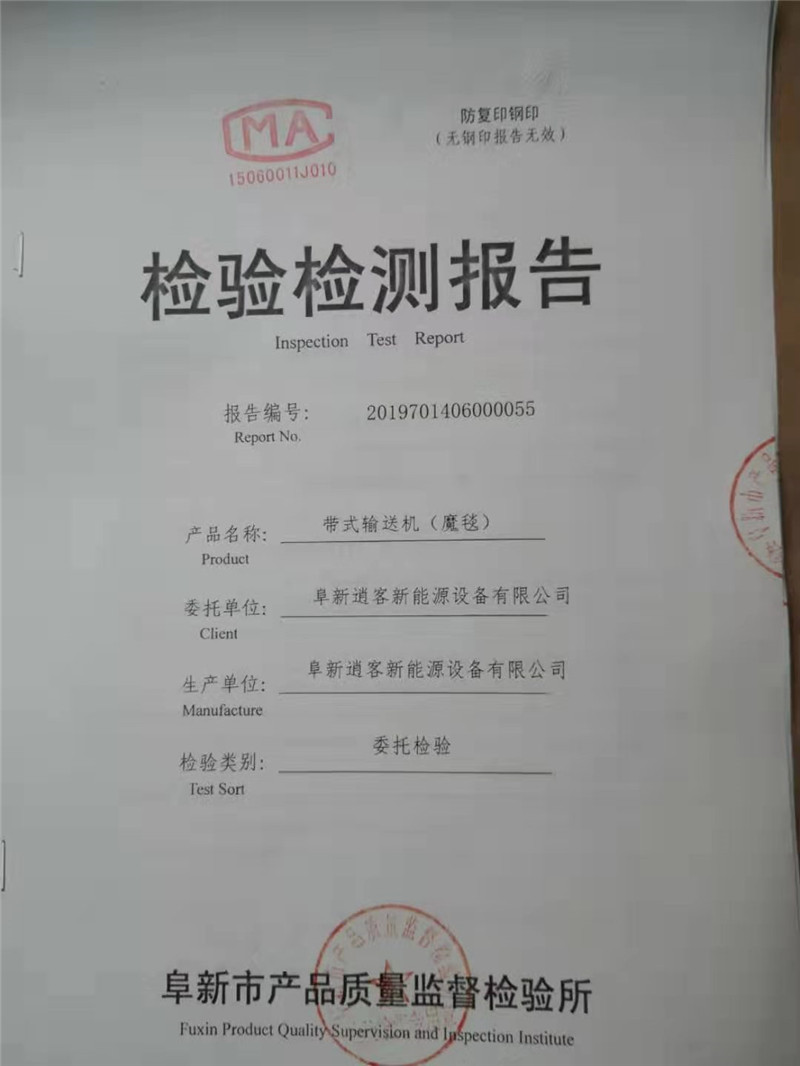 MA
15060011J010
防复印钢印
(无钢印报告无效)
检验检测报告
Inspection Test Report
报告编号: 2019701406000055
Report No.
产品名称: 带式输送机(魔毯)
Product
委托单位: 阜新逍客新能源设备有限公司
Client
生产单位: 阜新逍客新能源设备有限公司
Manufacture
检验类别: 委托检验
Test Sort
阜新市产品质量监督检验所
Fuxin Product Quality Supervision and Inspection Institute